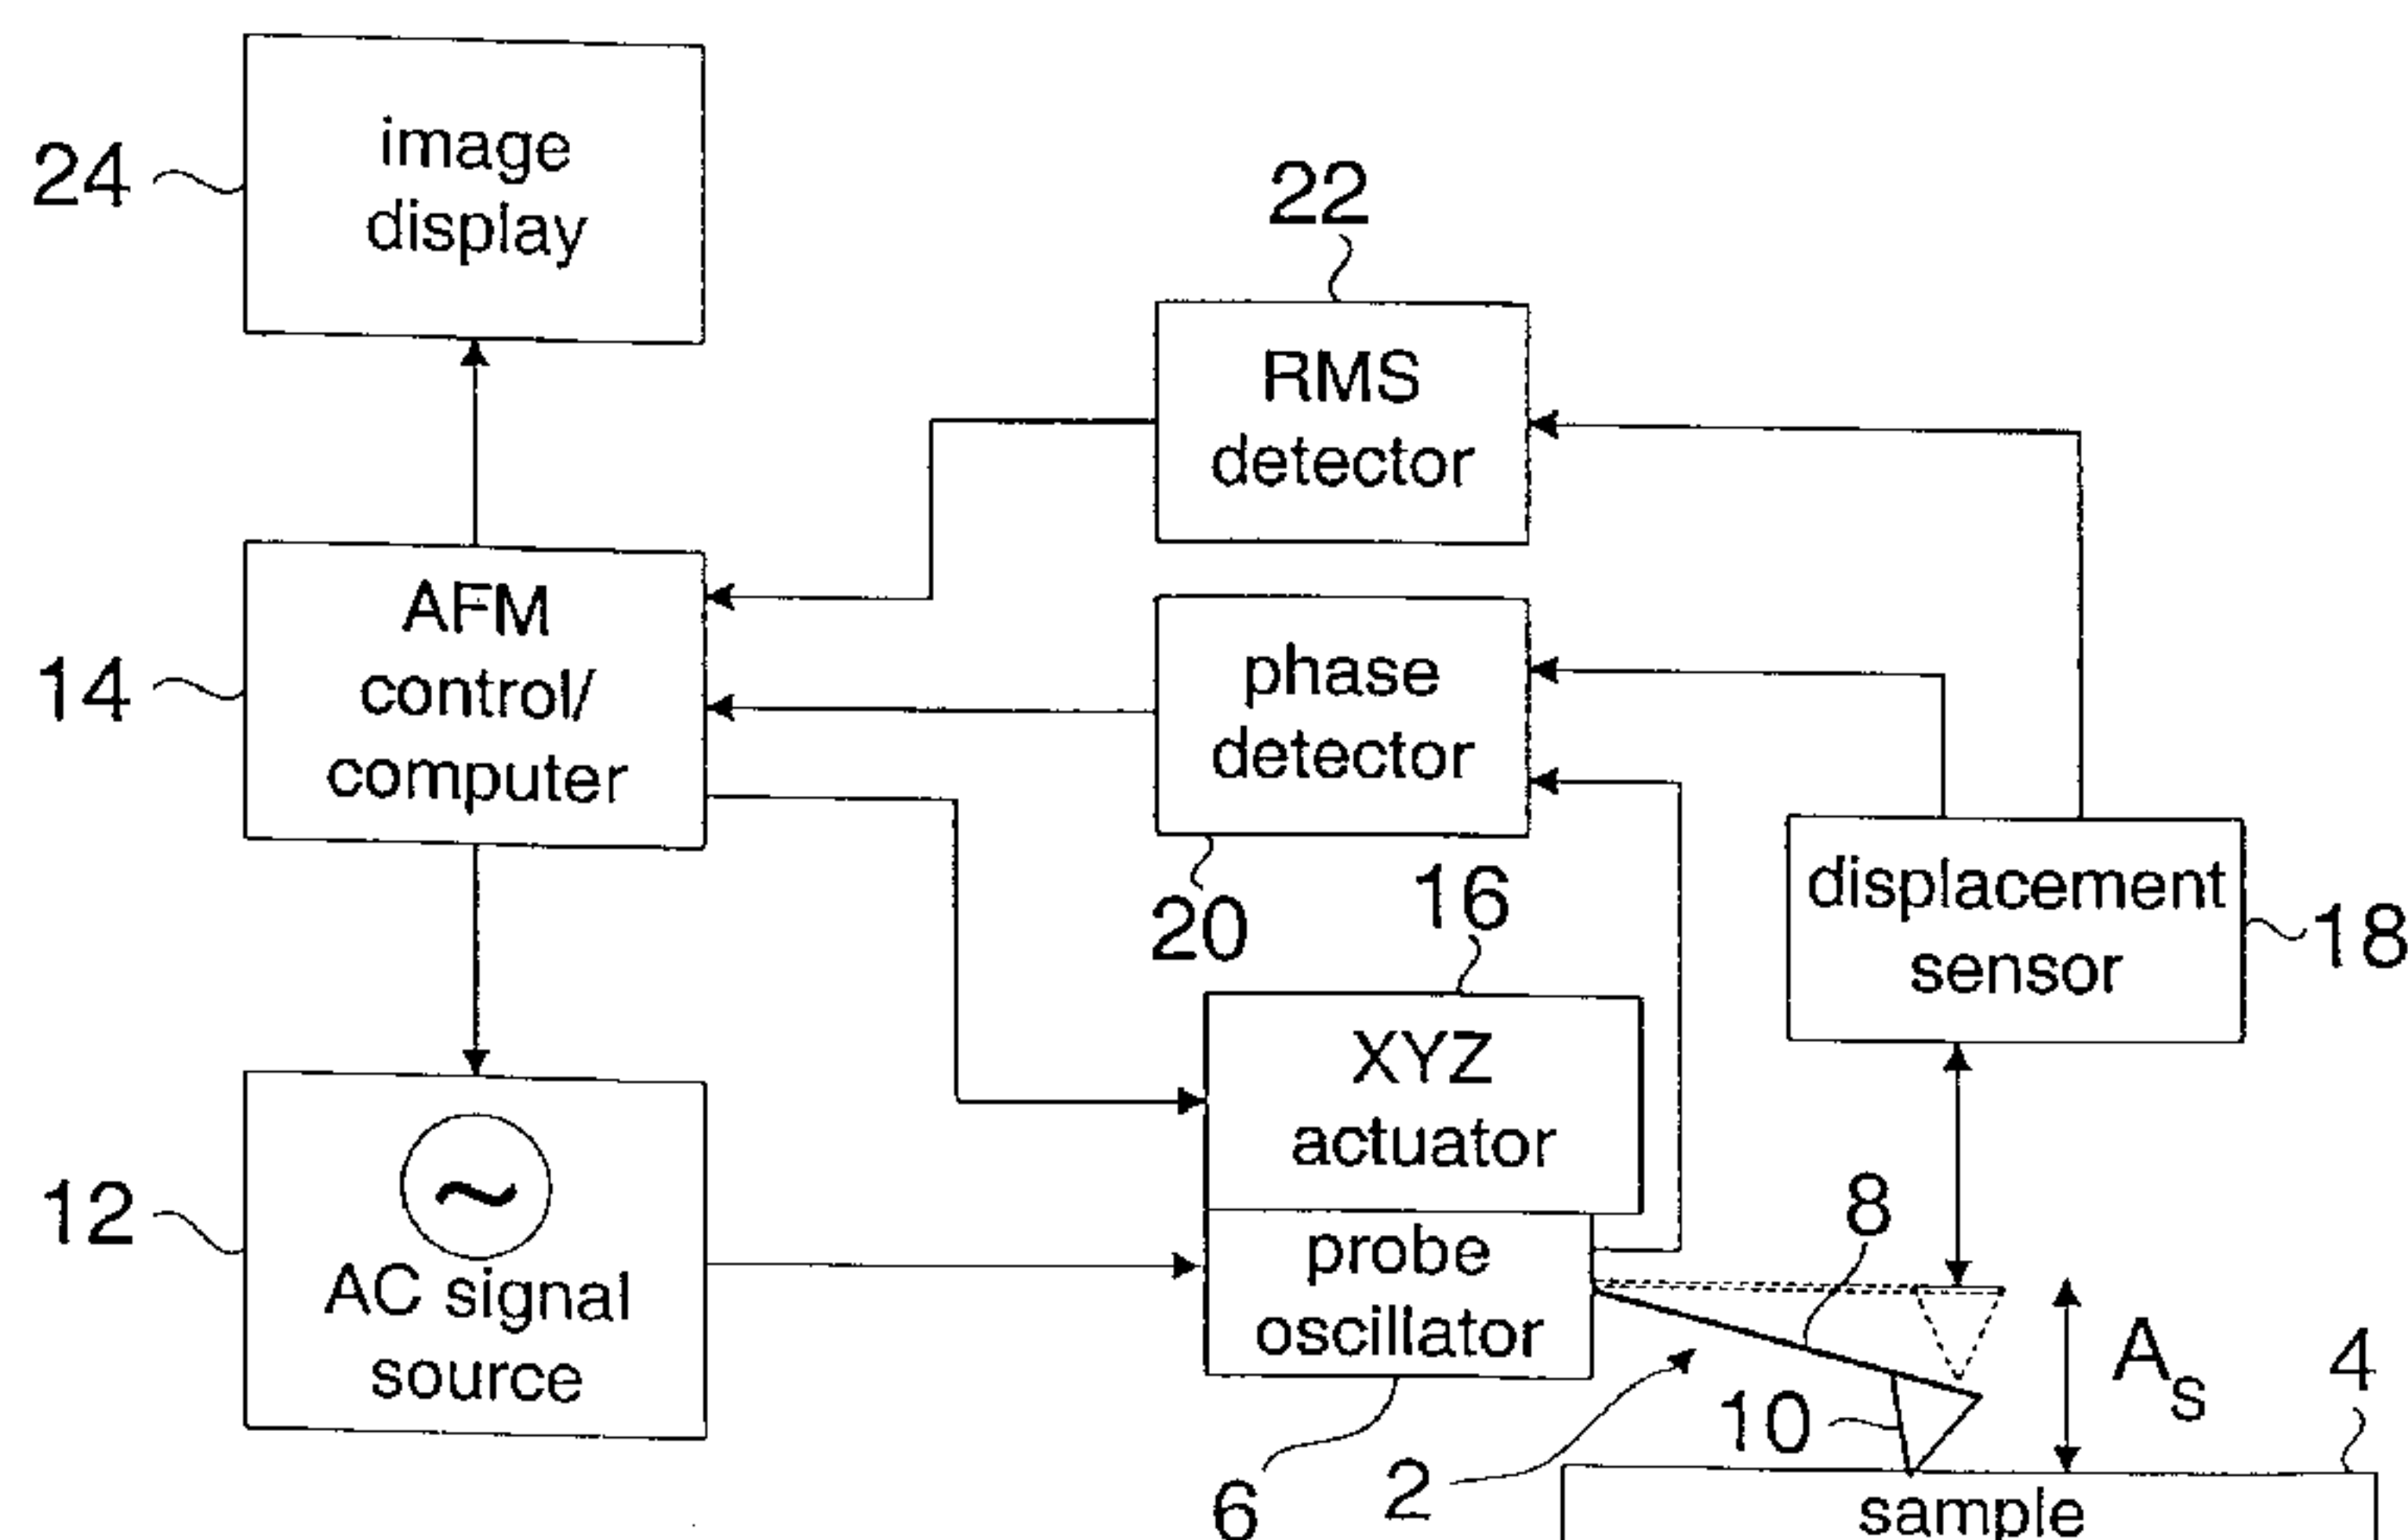 24
image
display
22
RMS
detector
14
AFM
control/
computer
phase
detector
20
16
displacement
sensor
18
XYZ
actuator
12
~
AC signal
source
probe
oscillator
8
10
A_S
4
6
2
sample